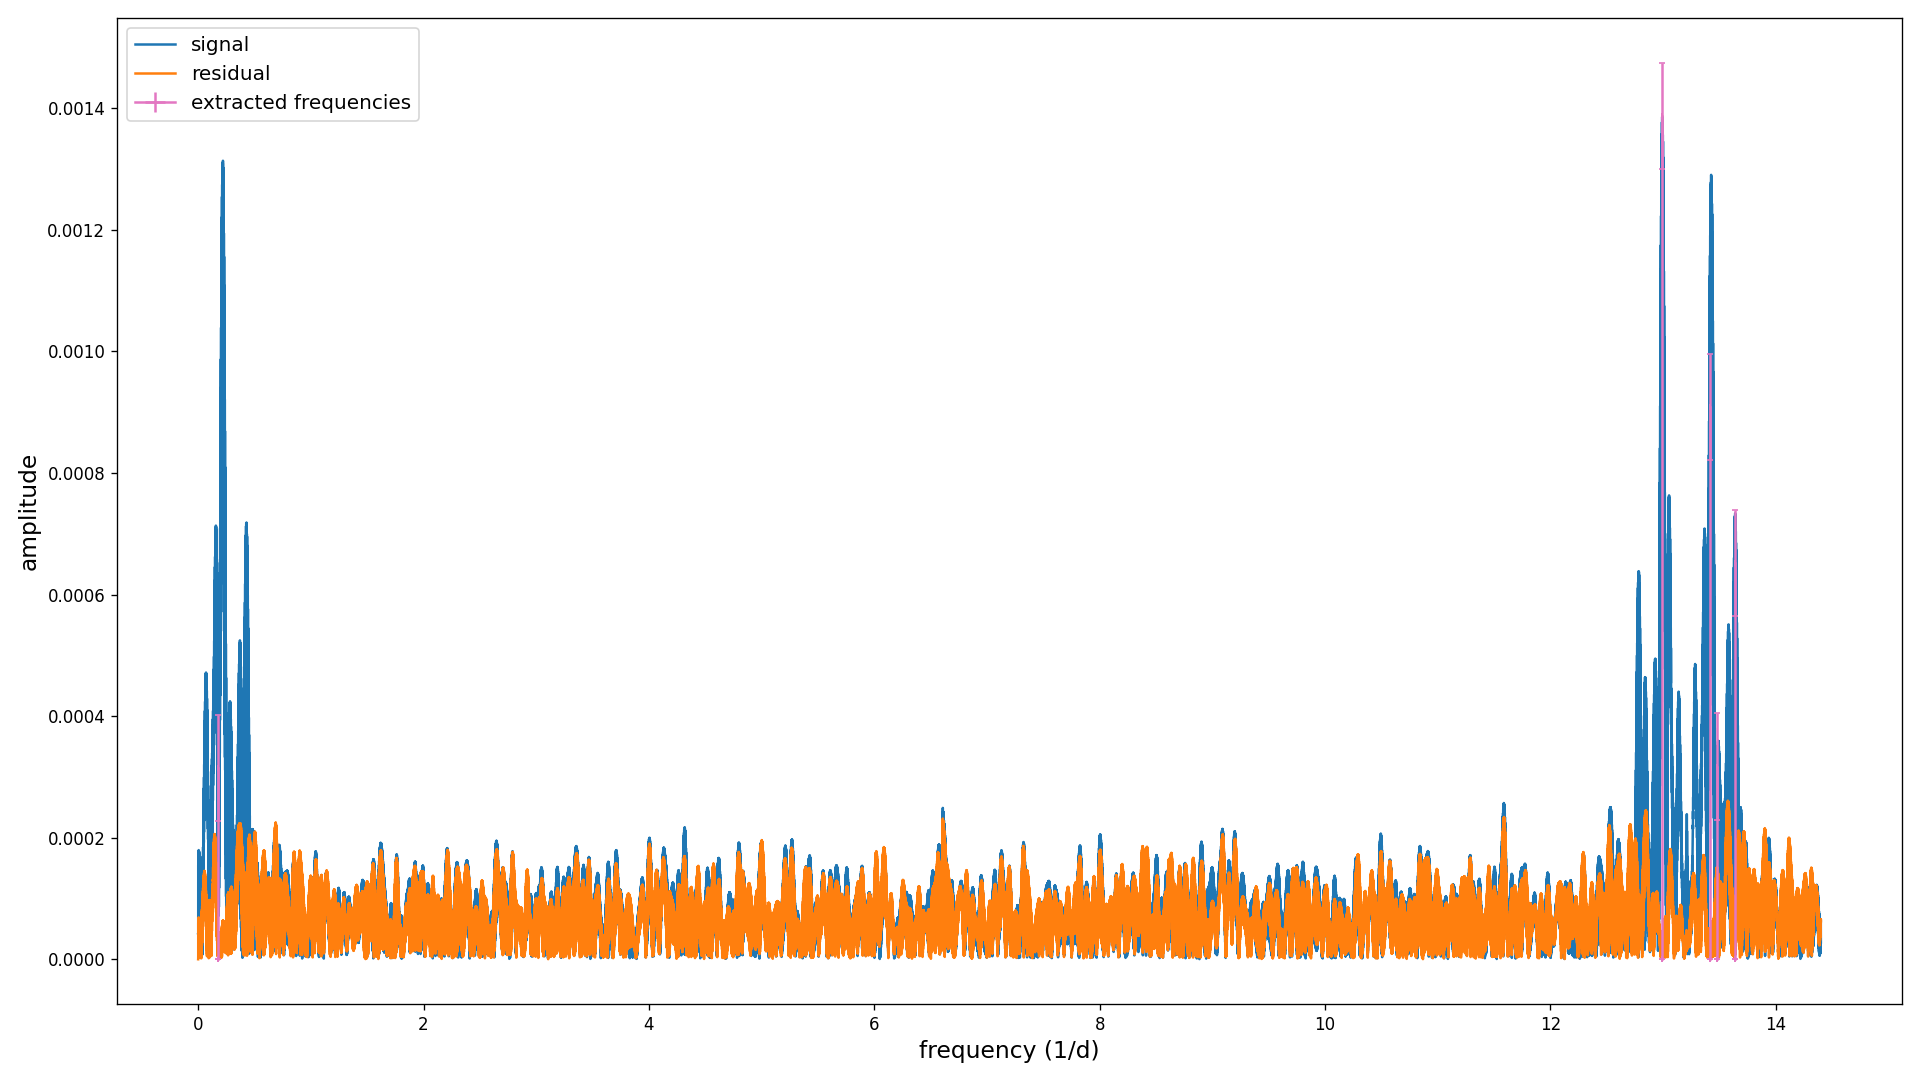 signal
residual
extracted frequencies
0.0014
0.0012
0.0010
0.0008
0.0006
0.0004
0.0002
0.0000
amplitude
0 2 4 6 8 10 12 14
frequency (1/d)